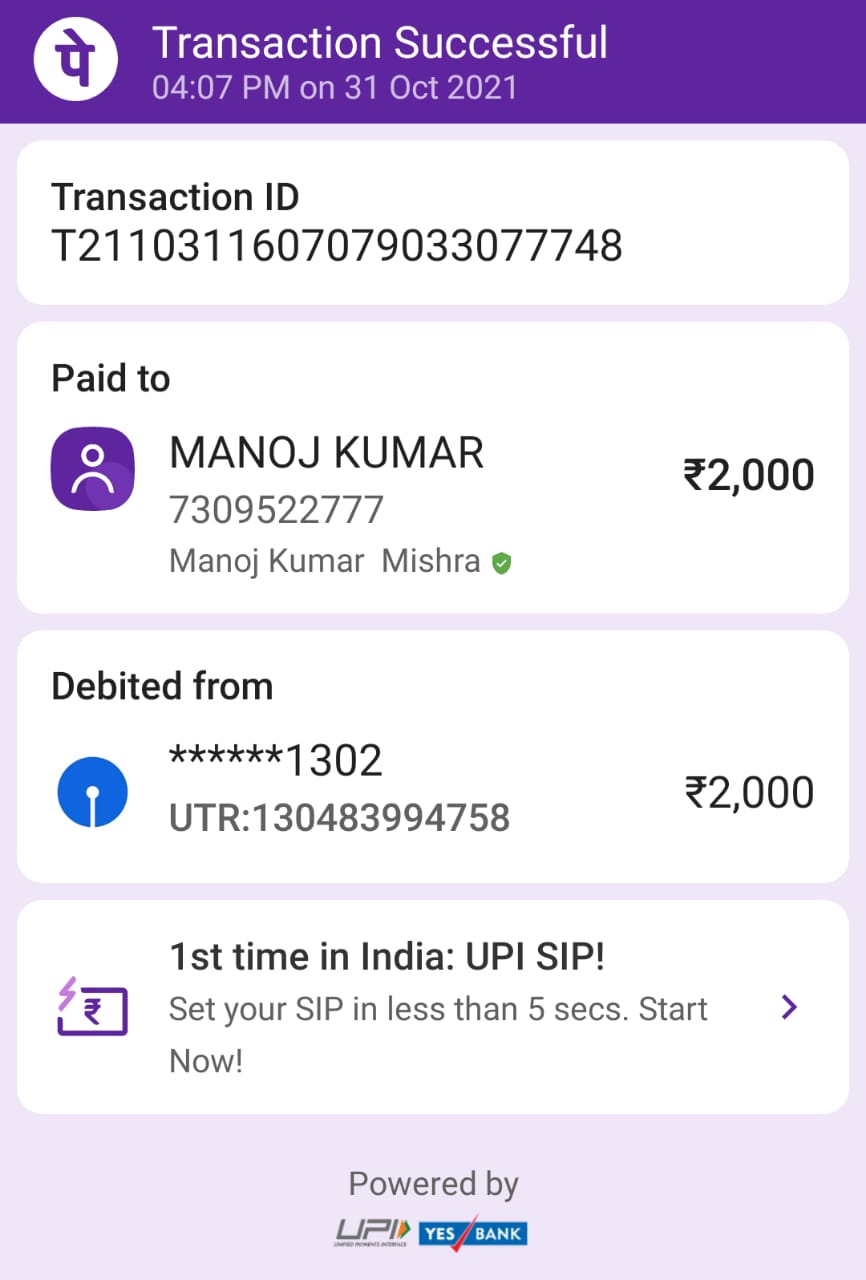 पे
Transaction Successful
04:07 PM on 31 Oct 2021
Transaction ID
T2110311607079033077748
Paid to
MANOJ KUMAR
₹2,000
7309522777
Manoj Kumar  Mishra
Debited from
******1302
₹2,000
UTR:130483994758
1st time in India: UPI SIP!
Set your SIP in less than 5 secs. Start
Now!
₹
Powered by
UPI YES BANK
UNIFIED PAYMENTS INTERFACE